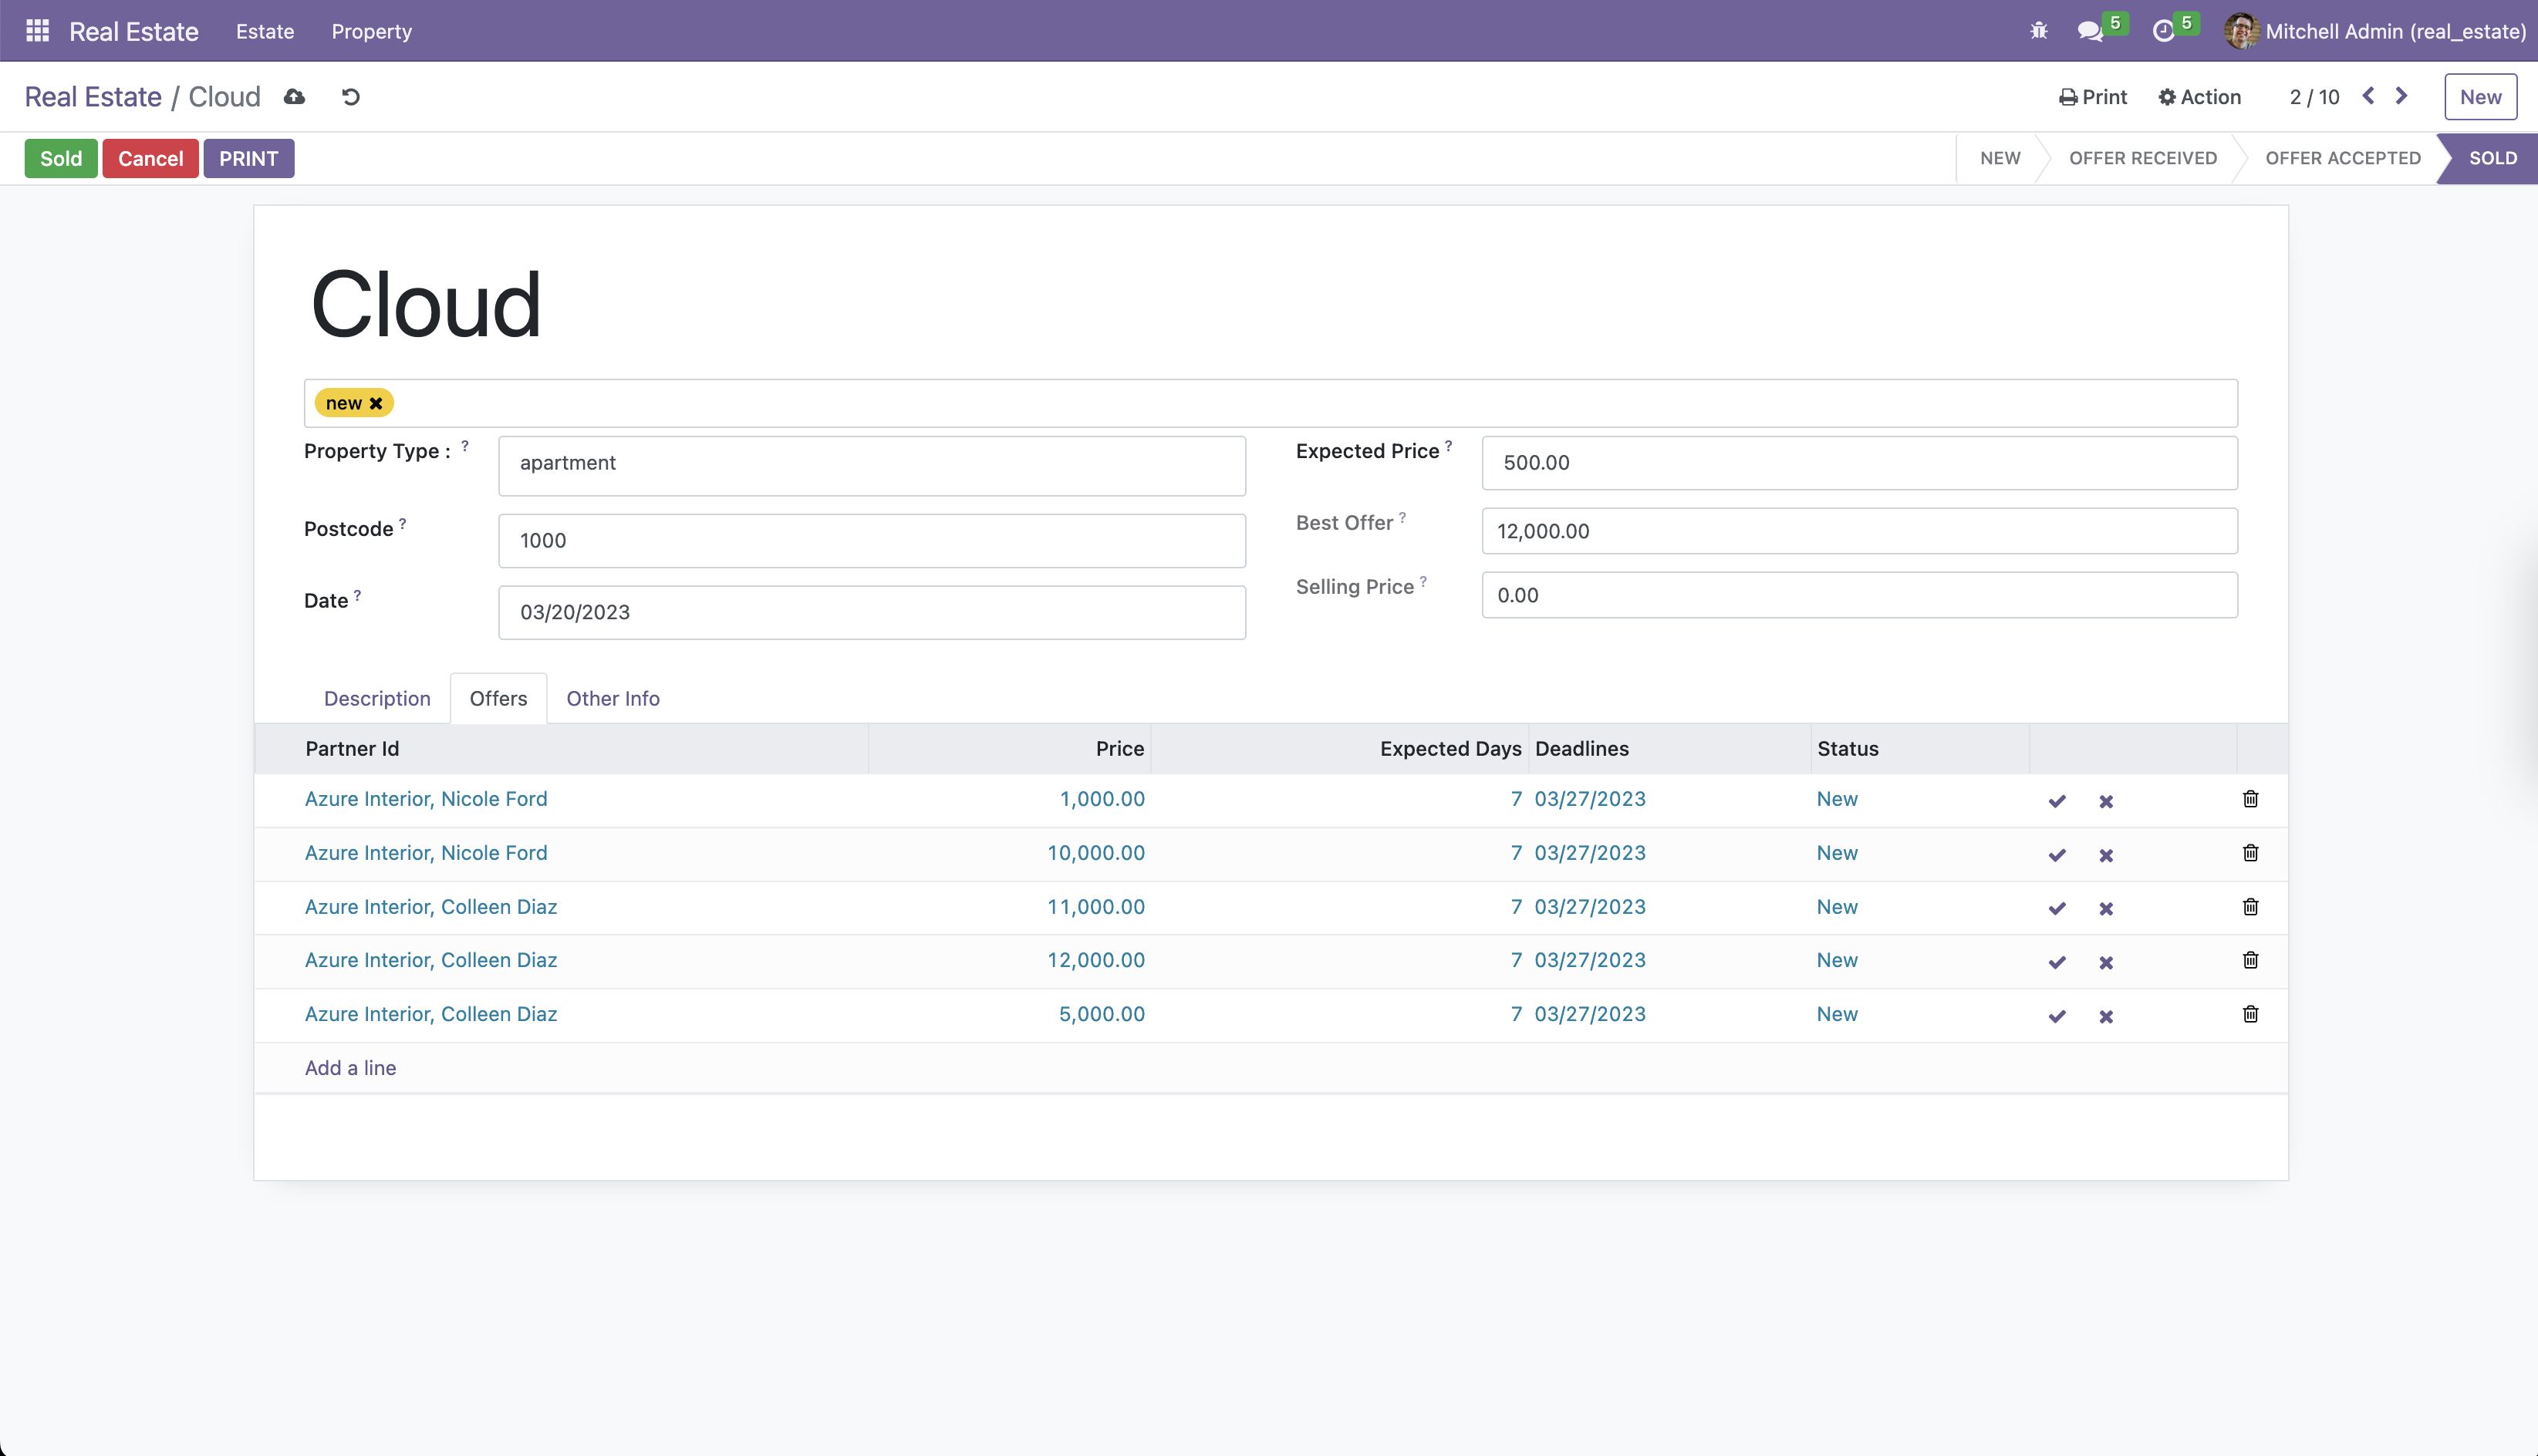 Real Estate Estate Property 5 5 Mitchell Admin (real_estate)
Real Estate / Cloud Print Action 2 / 10 New
Sold Cancel PRINT NEW OFFER RECEIVED OFFER ACCEPTED SOLD
Cloud
new
Property Type : ? apartment Expected Price ? 500.00
Postcode ? 1000 Best Offer ? 12,000.00
Date ? 03/20/2023 Selling Price ? 0.00
Description Offers Other Info
Partner Id Price Expected Days Deadlines Status
Azure Interior, Nicole Ford 1,000.00 7 03/27/2023 New
Azure Interior, Nicole Ford 10,000.00 7 03/27/2023 New
Azure Interior, Colleen Diaz 11,000.00 7 03/27/2023 New
Azure Interior, Colleen Diaz 12,000.00 7 03/27/2023 New
Azure Interior, Colleen Diaz 5,000.00 7 03/27/2023 New
Add a line